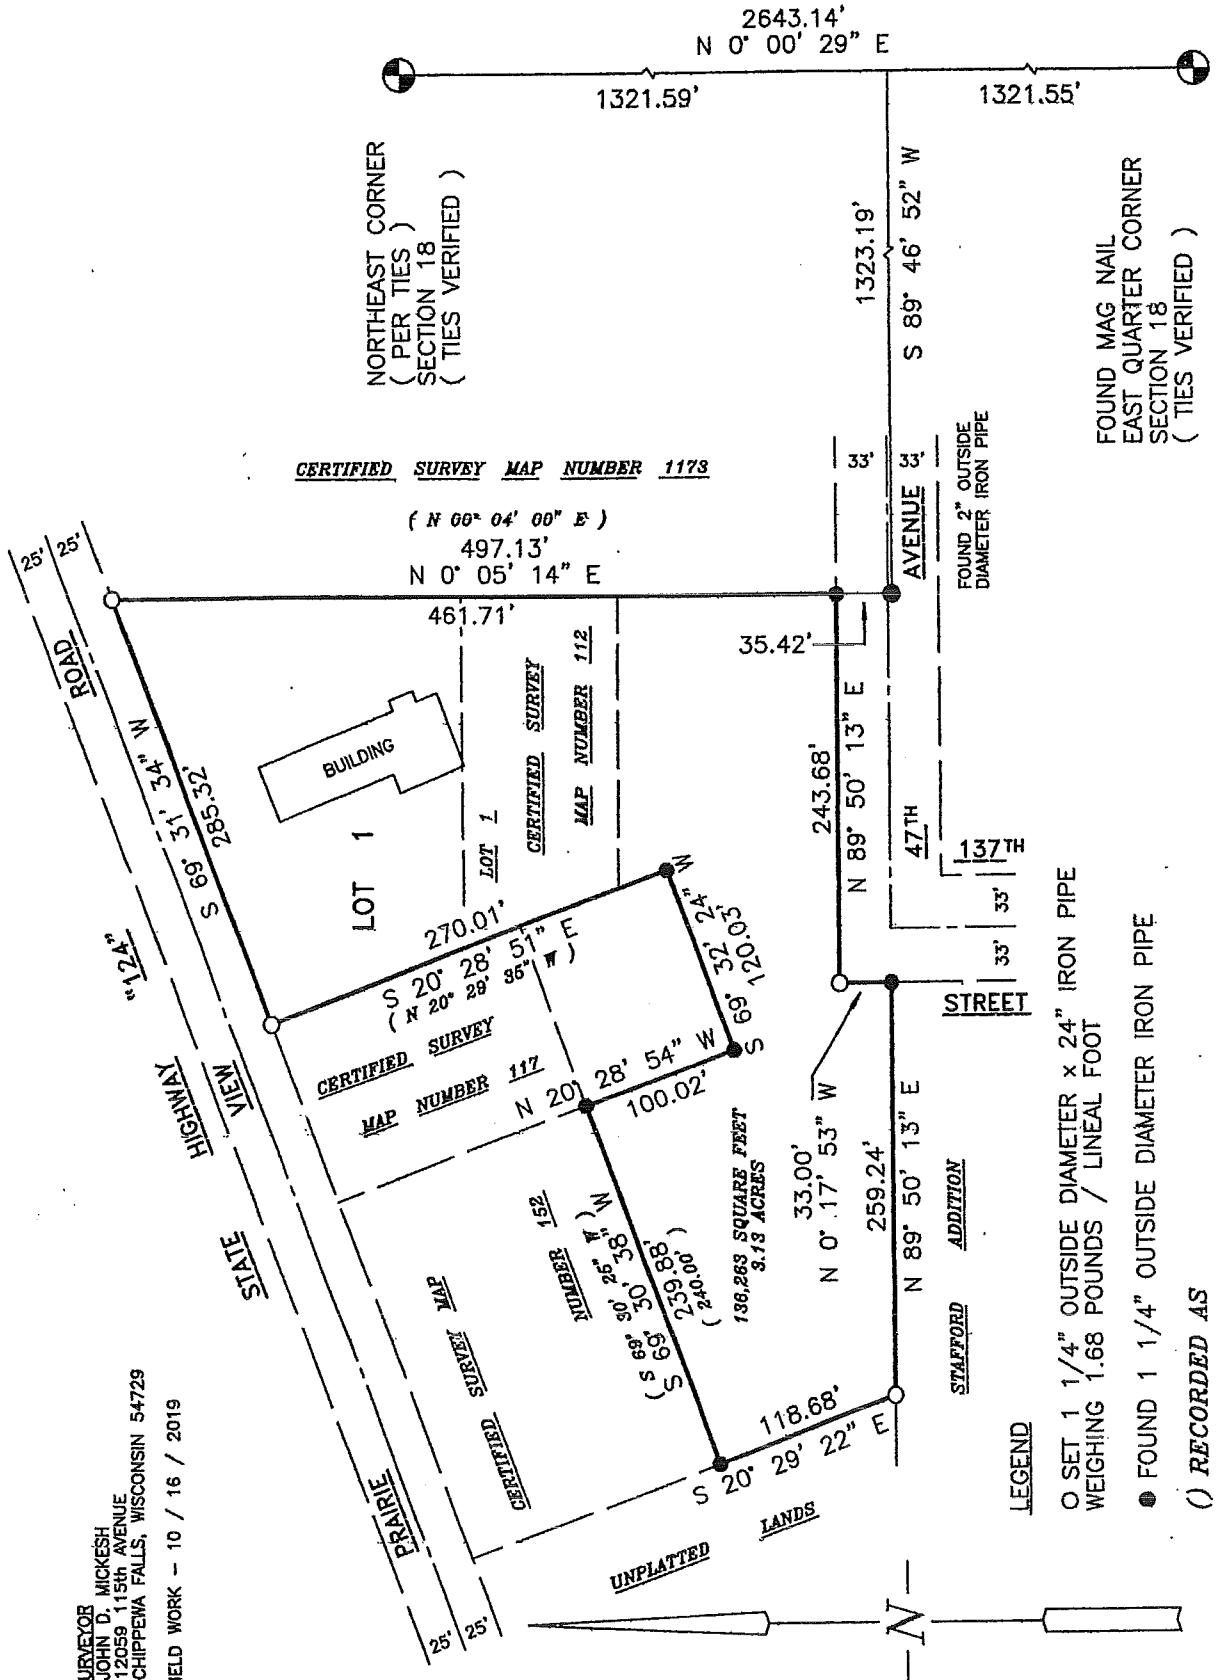 URVEYOR
JOHN D. MICKESH
12059 115th AVENUE
CHIPPEWA FALLS, WISCONSIN 54729
IELD WORK - 10 / 16 / 2019
2643.14'
N 0° 00' 29" E
1321.59'
1321.55'
NORTHEAST CORNER
( PER TIES )
SECTION 18
( TIES VERIFIED )
1323.19'
S 89° 46' 52" W
FOUND MAG NAIL
EAST QUARTER CORNER
SECTION 18
( TIES VERIFIED )
CERTIFIED SURVEY MAP NUMBER 1173
( N 00° 04' 00" E )
497.13'
N 0° 05' 14" E
461.71'
25'
25'
STATE HIGHWAY "124"
PRAIRIE VIEW ROAD
25'
25'
S 69° 31' 34" W
285.32'
BUILDING
LOT 1
LOT 1
CERTIFIED SURVEY
MAP NUMBER 112
270.01'
S 20° 28' 51" E
( N 20° 29' 35" W )
CERTIFIED SURVEY
MAP NUMBER 117
N 20° 28' 54" W
100.02'
S 69° 32' 24" W
120.03'
CERTIFIED SURVEY MAP
NUMBER 152
( S 69° 30' 25" W )
S 69° 30' 38" W
239.88'
( 240.00' )
136,263 SQUARE FEET
3.13 ACRES
118.68'
S 20° 29' 22" E
UNPLATTED LANDS
35.42'
243.68'
N 89° 50' 13" E
33'
33'
47TH AVENUE
FOUND 2" OUTSIDE
DIAMETER IRON PIPE
137TH STREET
33'
33'
33.00'
N 0° 17' 53" W
259.24'
N 89° 50' 13" E
STAFFORD ADDITION
N
LEGEND
O SET 1 1/4" OUTSIDE DIAMETER x 24" IRON PIPE
WEIGHING 1.68 POUNDS / LINEAL FOOT
● FOUND 1 1/4" OUTSIDE DIAMETER IRON PIPE
() RECORDED AS